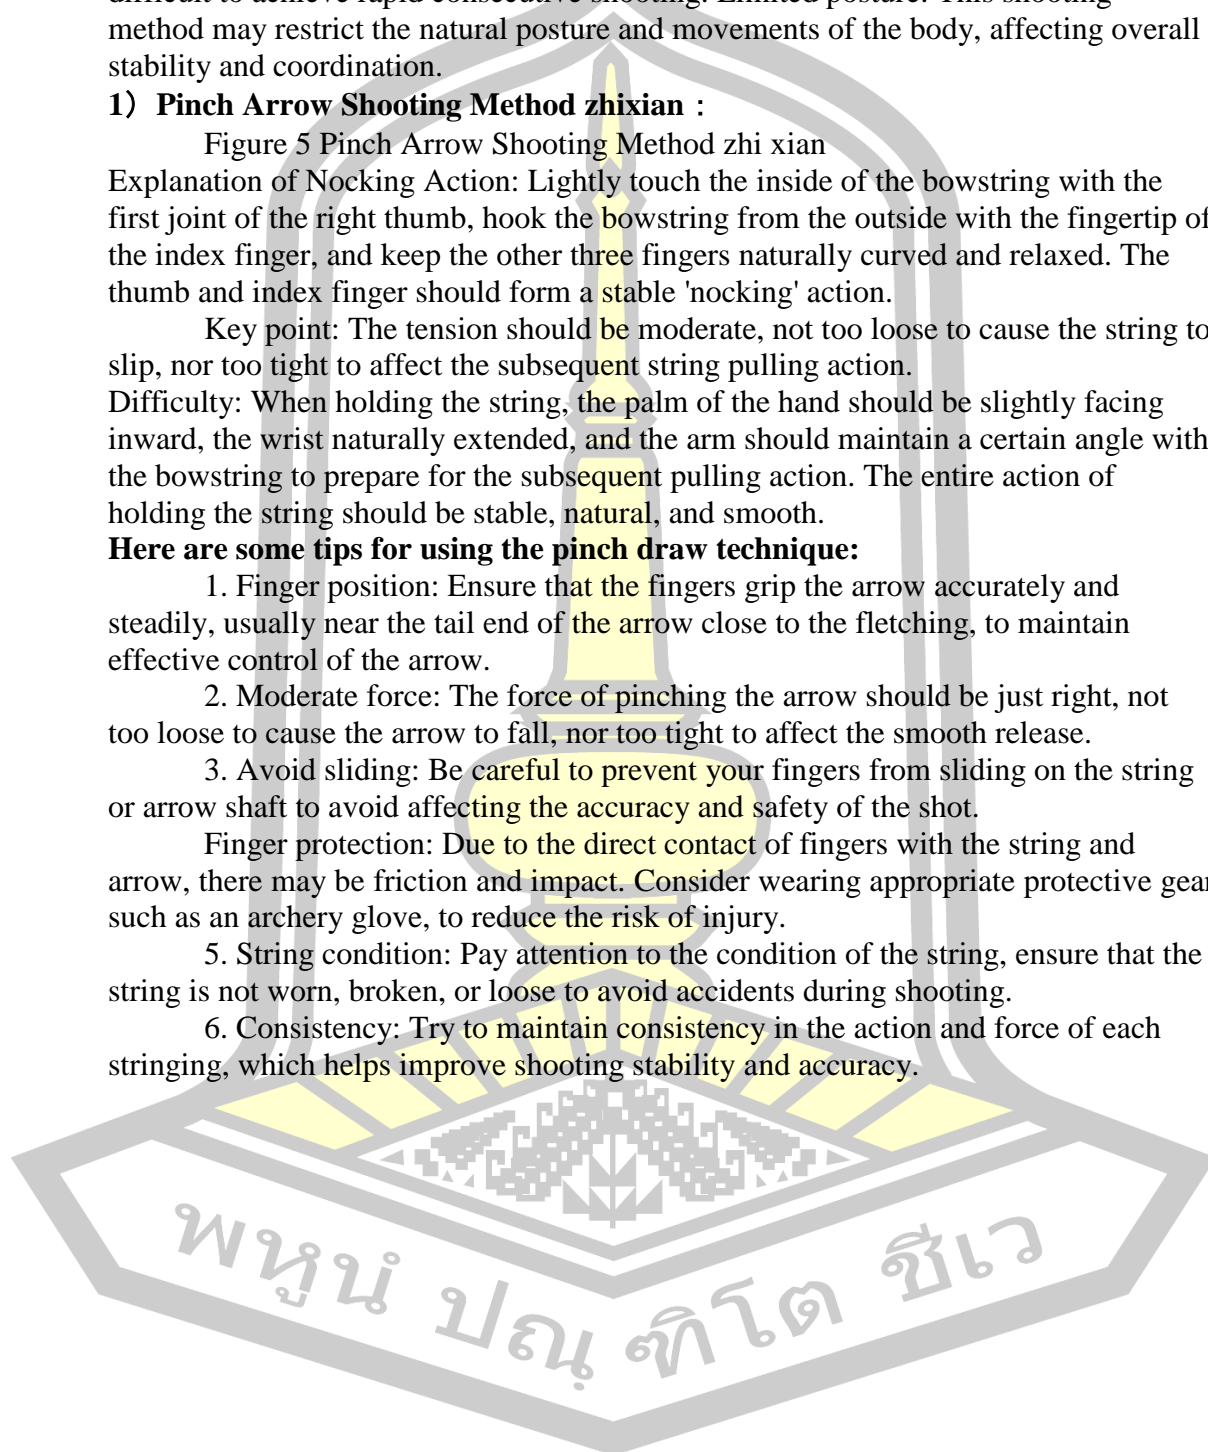 difficult to achieve rapid consecutive shooting. Limited posture: This shooting
method may restrict the natural posture and movements of the body, affecting overall
stability and coordination.
1）Pinch Arrow Shooting Method zhixian：
Figure 5 Pinch Arrow Shooting Method zhi xian
Explanation of Nocking Action: Lightly touch the inside of the bowstring with the
first joint of the right thumb, hook the bowstring from the outside with the fingertip of
the index finger, and keep the other three fingers naturally curved and relaxed. The
thumb and index finger should form a stable 'nocking' action.
Key point: The tension should be moderate, not too loose to cause the string to
slip, nor too tight to affect the subsequent string pulling action.
Difficulty: When holding the string, the palm of the hand should be slightly facing
inward, the wrist naturally extended, and the arm should maintain a certain angle with
the bowstring to prepare for the subsequent pulling action. The entire action of
holding the string should be stable, natural, and smooth.
Here are some tips for using the pinch draw technique:
1. Finger position: Ensure that the fingers grip the arrow accurately and
steadily, usually near the tail end of the arrow close to the fletching, to maintain
effective control of the arrow.
2. Moderate force: The force of pinching the arrow should be just right, not
too loose to cause the arrow to fall, nor too tight to affect the smooth release.
3. Avoid sliding: Be careful to prevent your fingers from sliding on the string
or arrow shaft to avoid affecting the accuracy and safety of the shot.
Finger protection: Due to the direct contact of fingers with the string and
arrow, there may be friction and impact. Consider wearing appropriate protective gear
such as an archery glove, to reduce the risk of injury.
5. String condition: Pay attention to the condition of the string, ensure that the
string is not worn, broken, or loose to avoid accidents during shooting.
6. Consistency: Try to maintain consistency in the action and force of each
stringing, which helps improve shooting stability and accuracy.
พหูนํ ปณฺฑิโต ชีเว